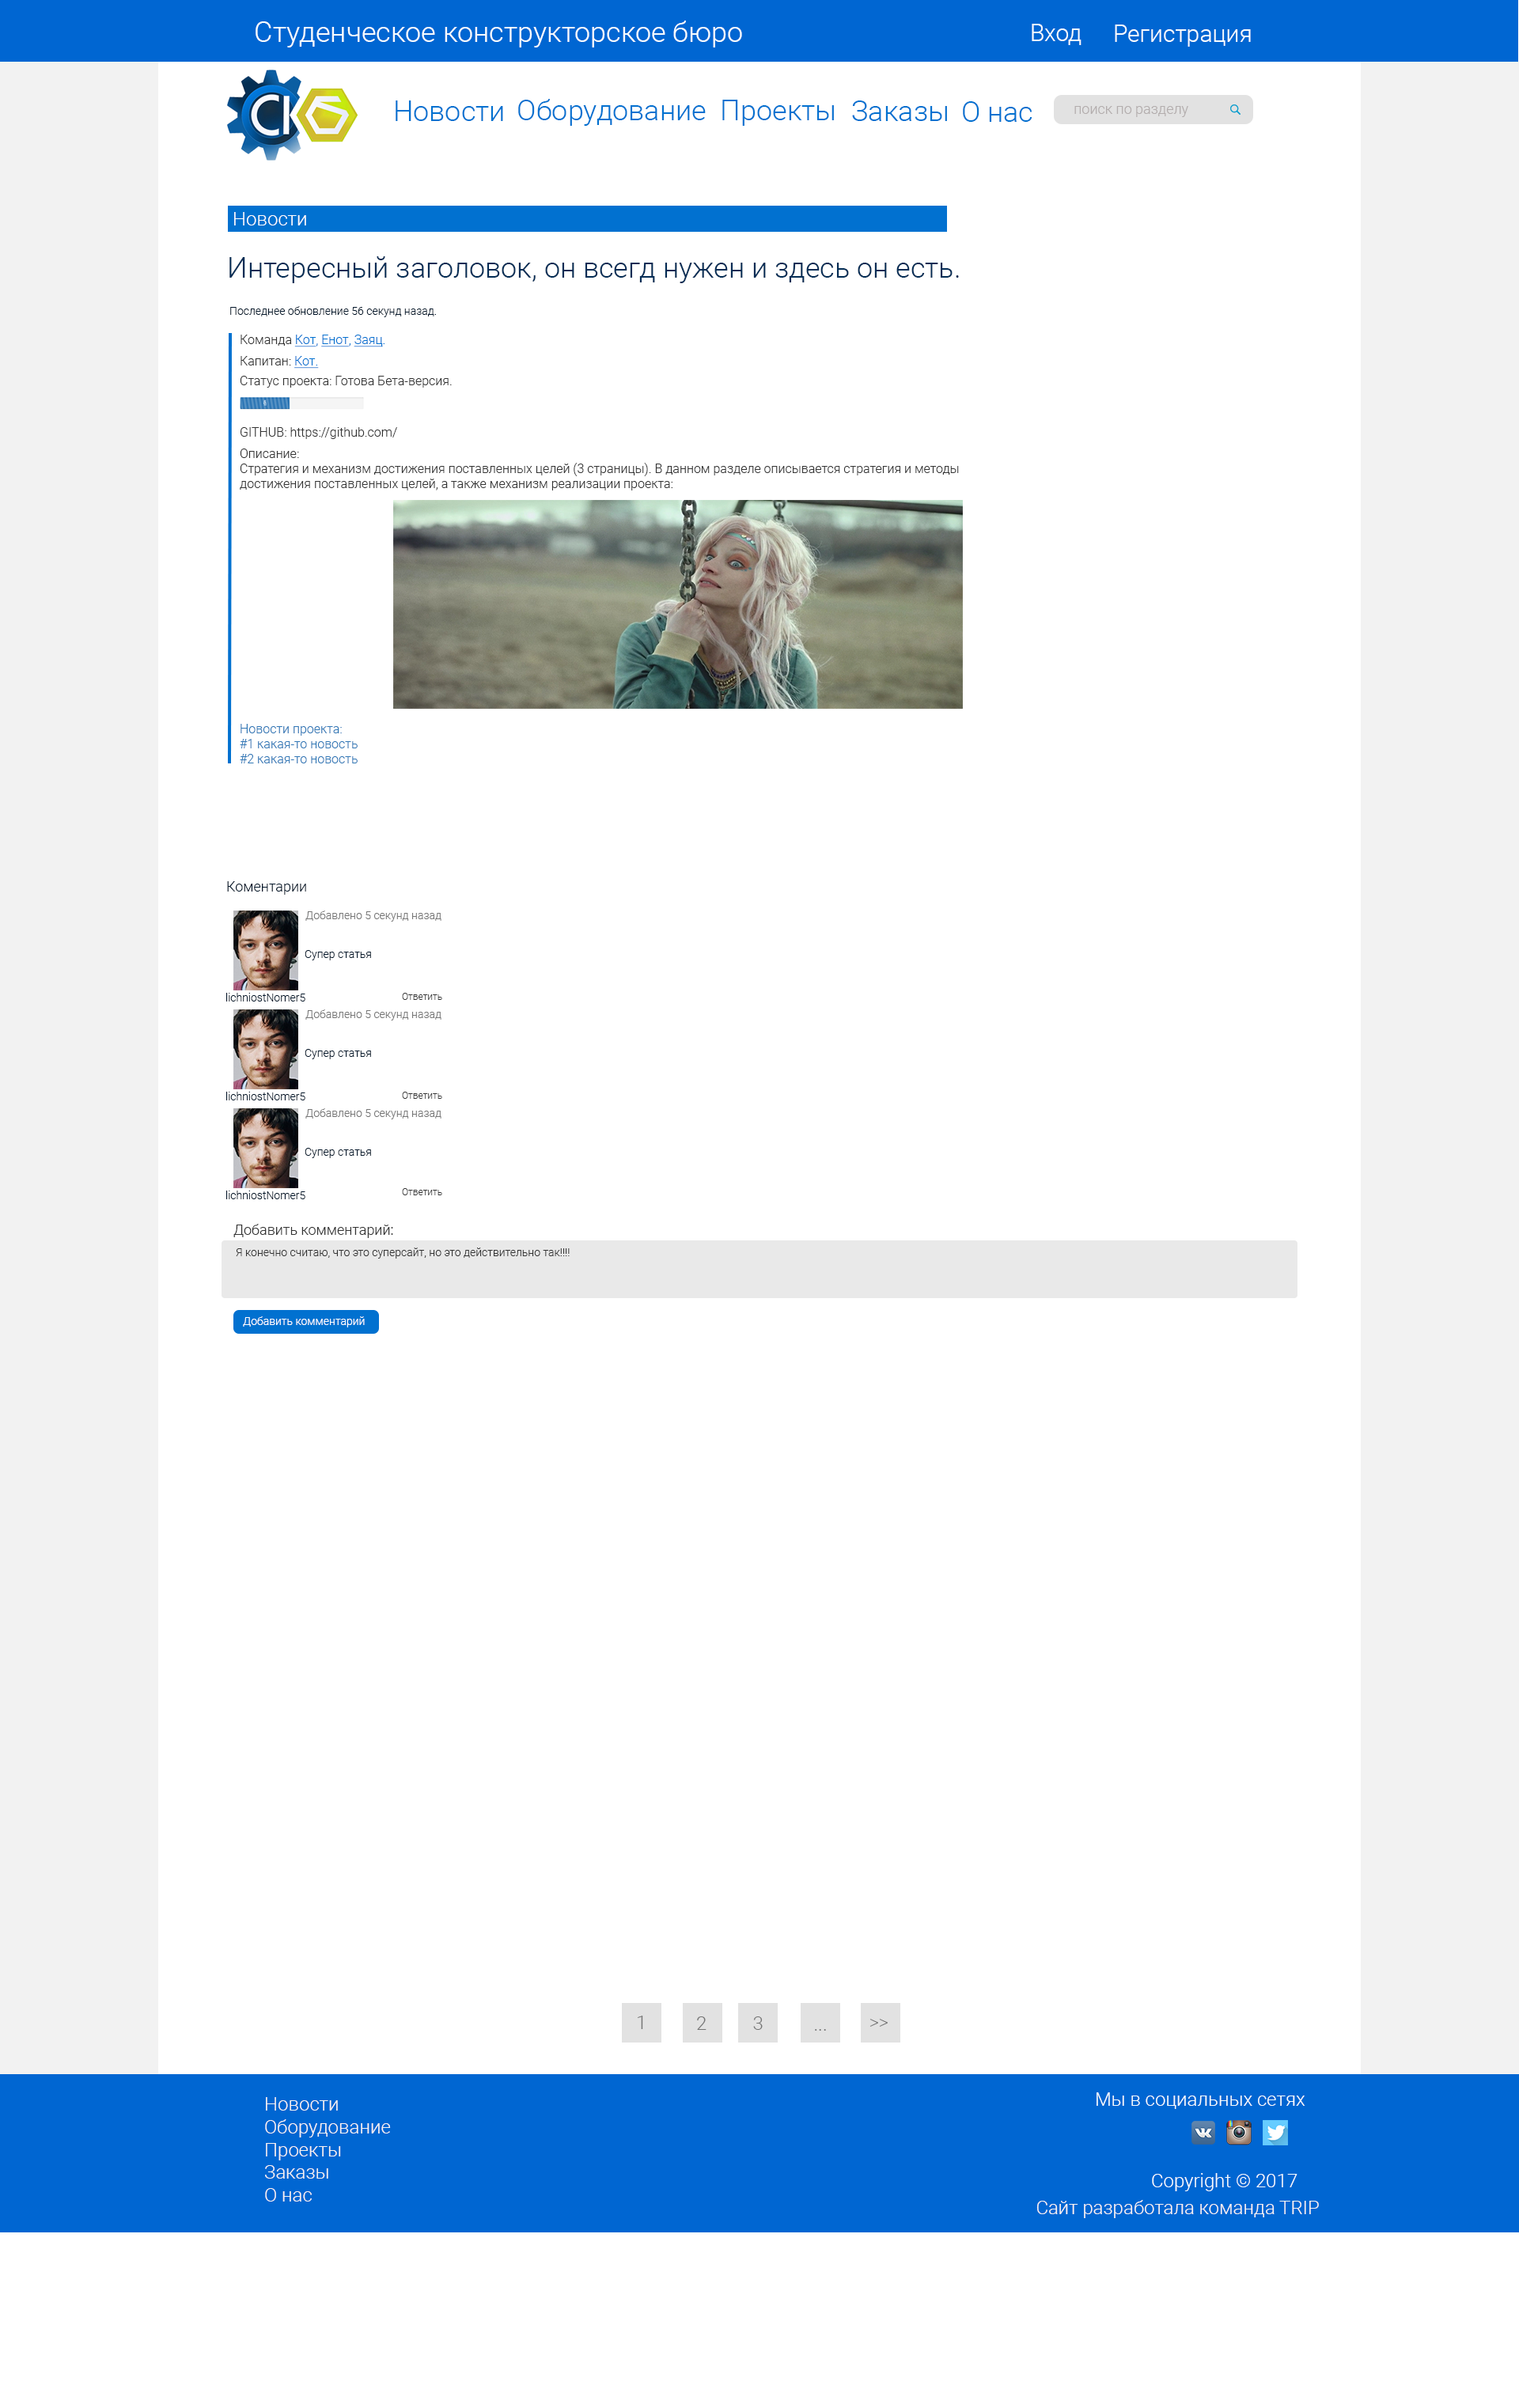 Студенческое конструкторское бюро
Вход
Регистрация
СКБ
Новости
Оборудование
Проекты
Заказы
О нас
поиск по разделу
Новости
Интересный заголовок, он всегд нужен и здесь он есть.
Последнее обновление 56 секунд назад.
Команда Кот, Енот, Заяц.
Капитан: Кот.
Статус проекта: Готова Бета-версия.
GITHUB: https://github.com/
Описание:
Стратегия и механизм достижения поставленных целей (3 страницы). В данном разделе описывается стратегия и методы
достижения поставленных целей, а также механизм реализации проекта:
Новости проекта:
#1 какая-то новость
#2 какая-то новость
Коментарии
Добавлено 5 секунд назад
Супер статья
lichniostNomer5
Ответить
Добавлено 5 секунд назад
Супер статья
lichniostNomer5
Ответить
Добавлено 5 секунд назад
Супер статья
lichniostNomer5
Ответить
Добавить комментарий:
Я конечно считаю, что это суперсайт, но это действительно так!!!!
Добавить комментарий
1
2
3
...
>>
Новости
Оборудование
Проекты
Заказы
О нас
Мы в социальных сетях
Copyright © 2017
Сайт разработала команда TRIP